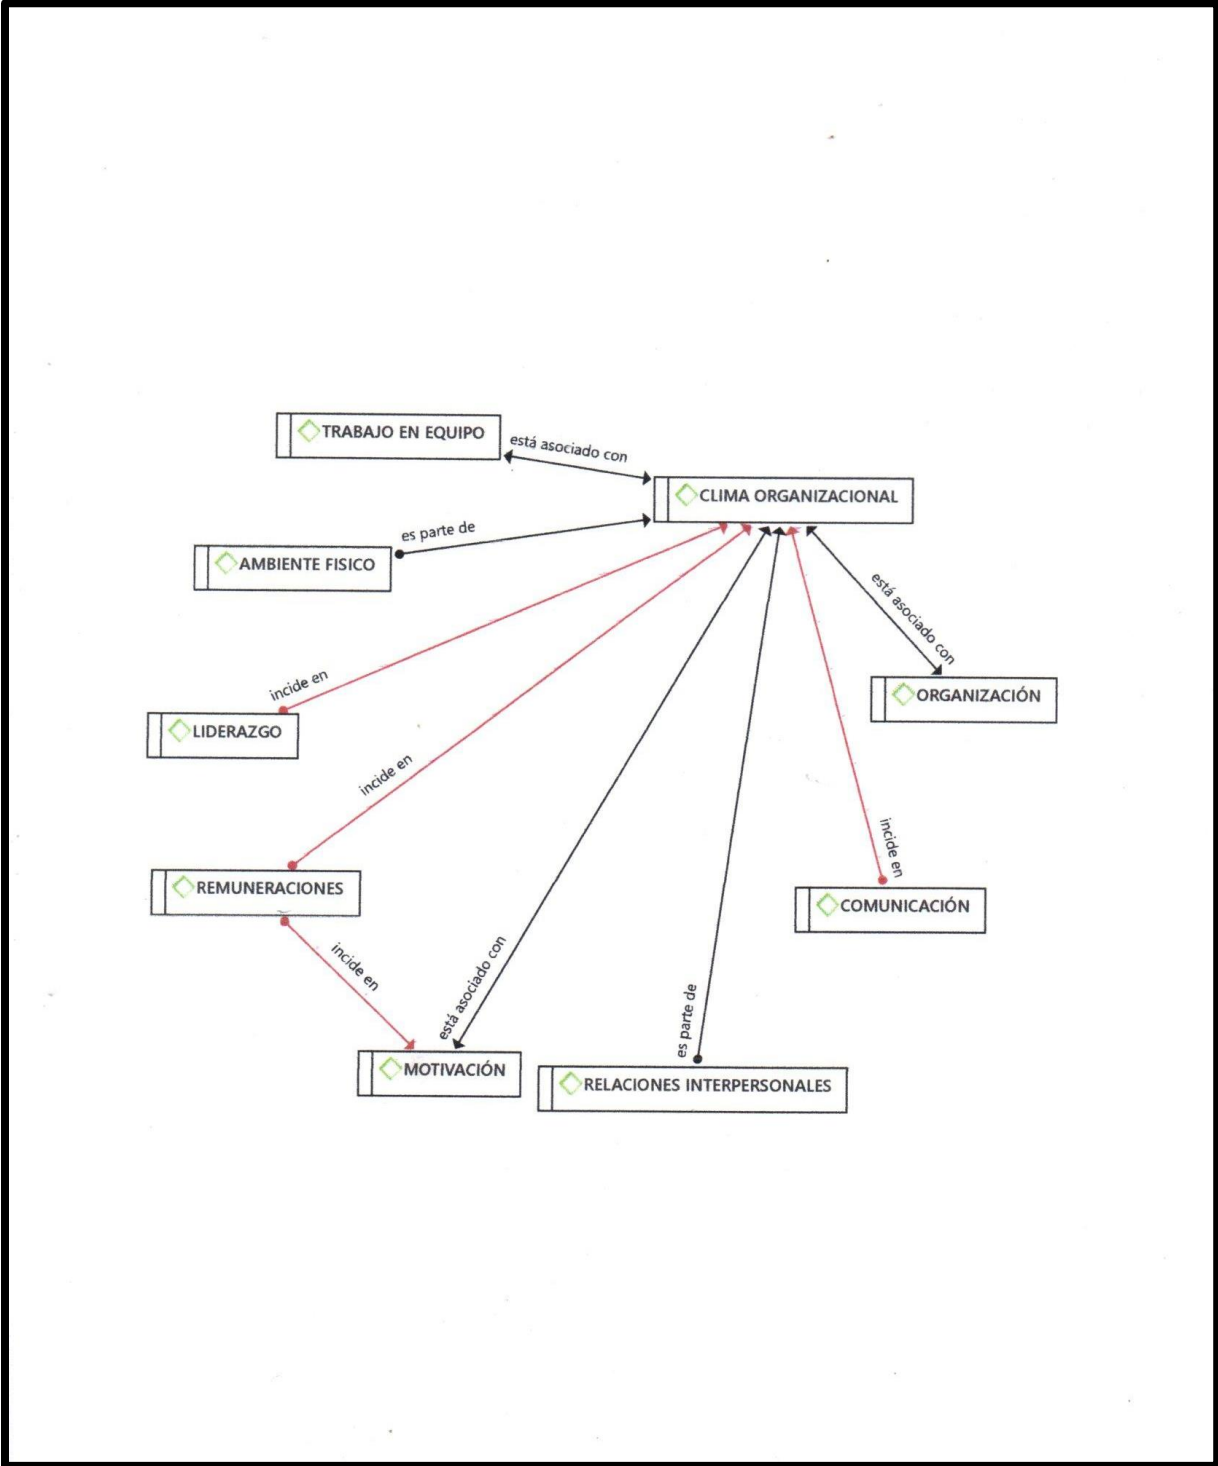 TRABAJO EN EQUIPO
está asociado con
CLIMA ORGANIZACIONAL
es parte de
AMBIENTE FISICO
está asociado con
incide en
ORGANIZACIÓN
LIDERAZGO
incide en
incide en
REMUNERACIONES
COMUNICACIÓN
incide en
está asociado con
es parte de
MOTIVACIÓN
RELACIONES INTERPERSONALES